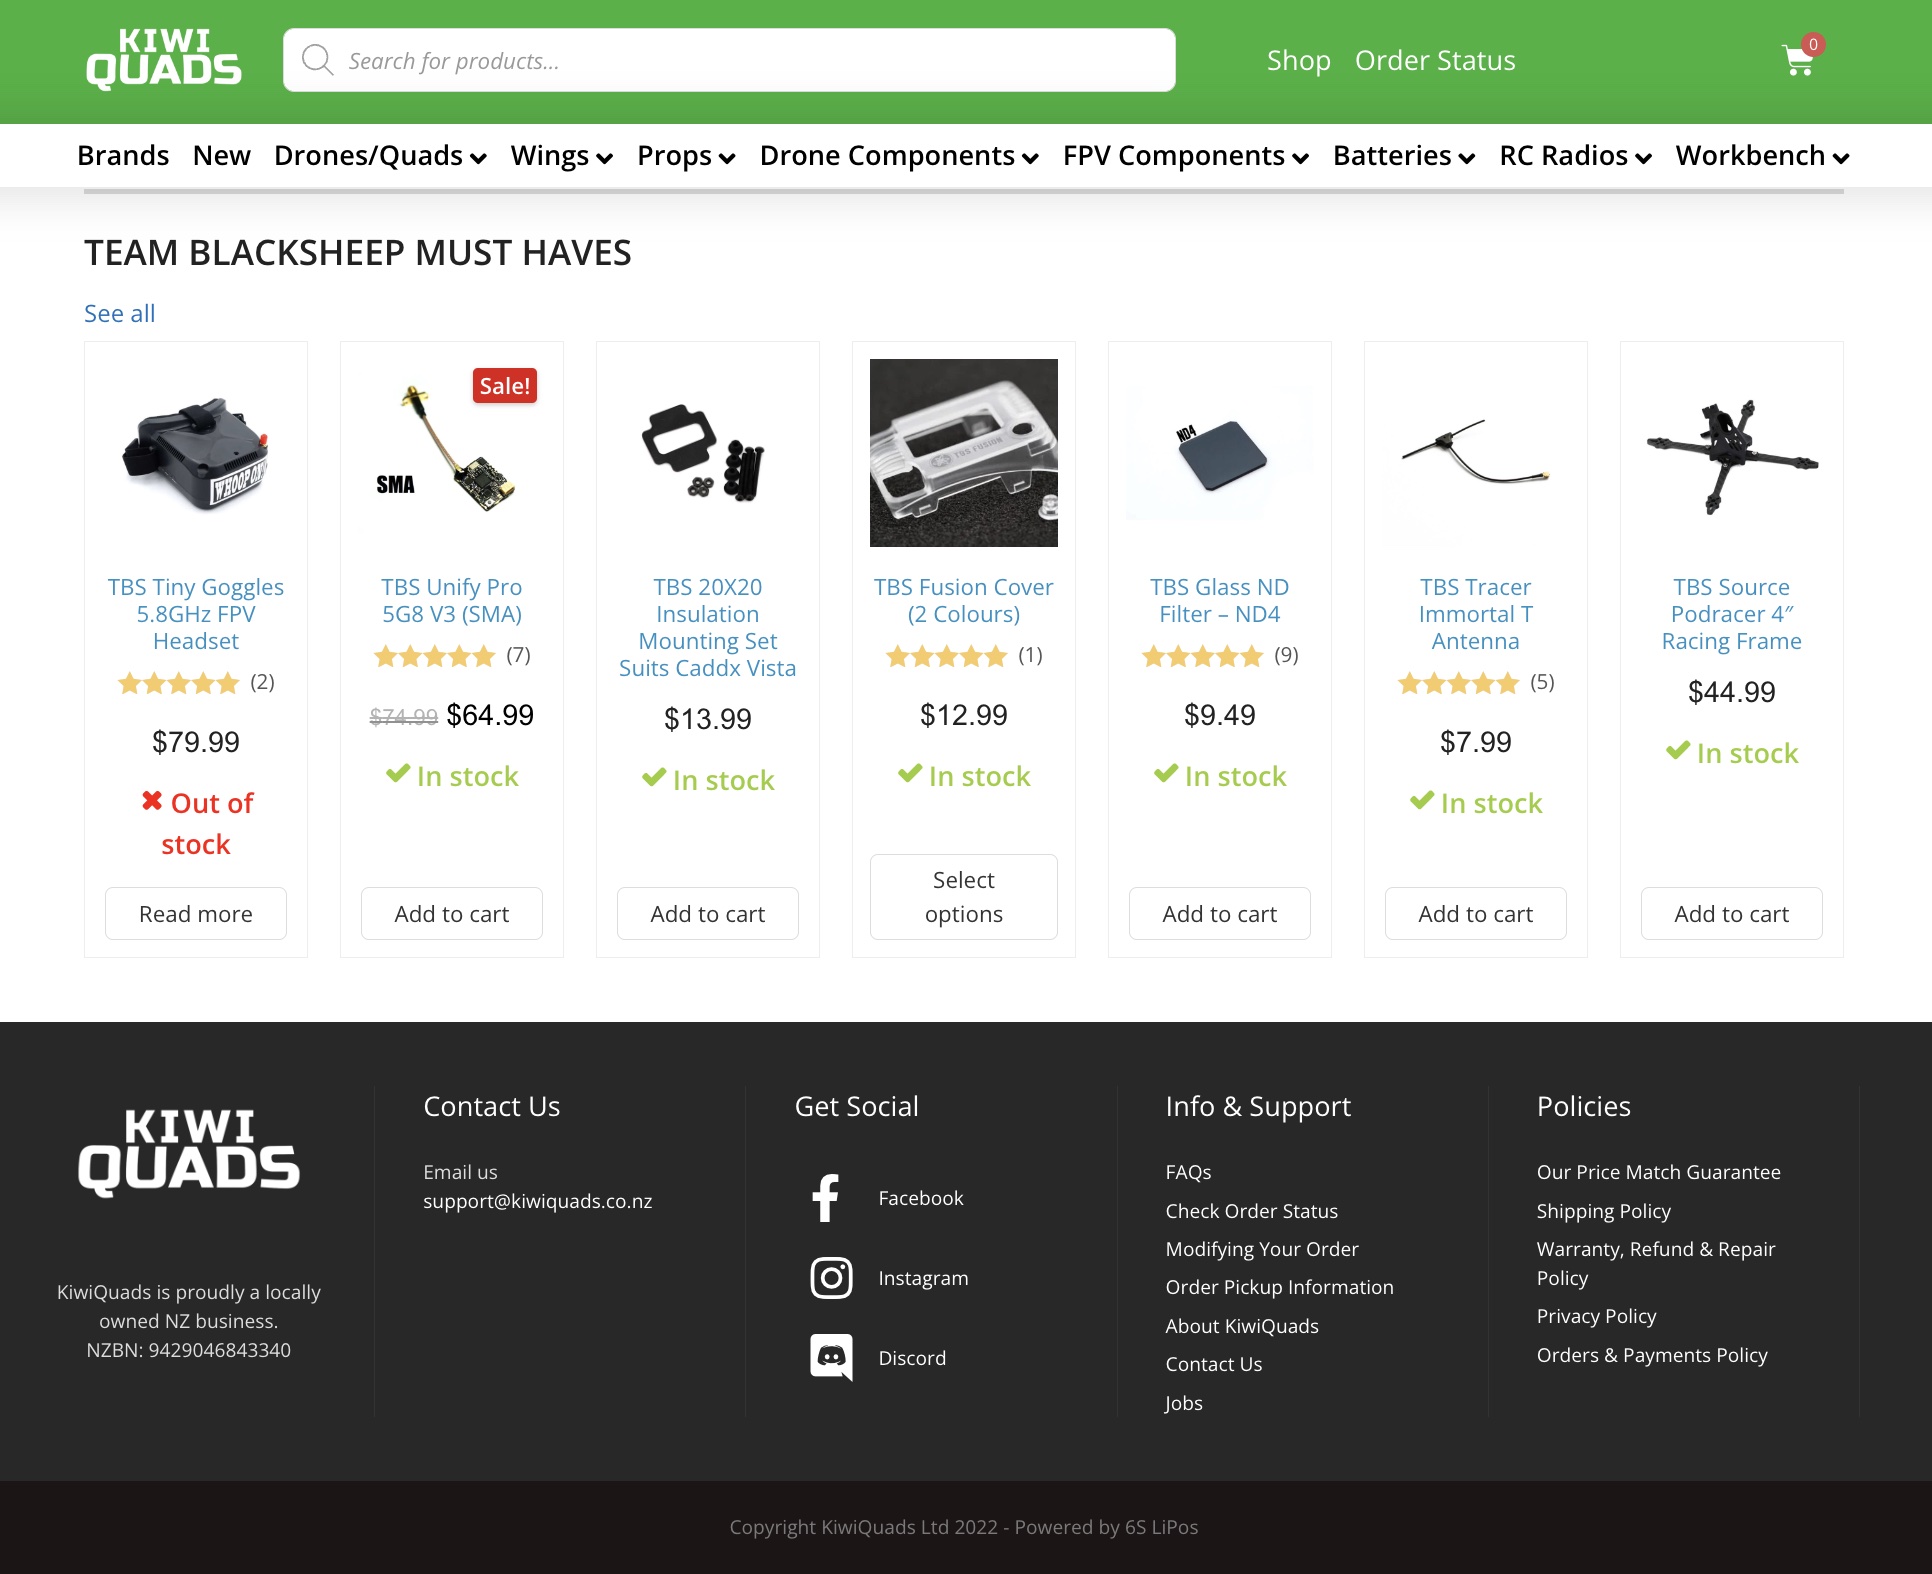 KIWI
QUADS
Search for products...
Shop
Order Status
0
Brands
New
Drones/Quads
Wings
Props
Drone Components
FPV Components
Batteries
RC Radios
Workbench
TEAM BLACKSHEEP MUST HAVES
See all
WHOOP ON!
TBS Tiny Goggles
5.8GHz FPV
Headset
(2)
$79.99
Out of
stock
Read more
Sale!
SMA
TBS Unify Pro
5G8 V3 (SMA)
(7)
$74.99 $64.99
In stock
Add to cart
TBS 20X20
Insulation
Mounting Set
Suits Caddx Vista
$13.99
In stock
Add to cart
TBS FUSION
TBS Fusion Cover
(2 Colours)
(1)
$12.99
In stock
Select
options
ND4
TBS Glass ND
Filter – ND4
(9)
$9.49
In stock
Add to cart
TBS Tracer
Immortal T
Antenna
(5)
$7.99
In stock
Add to cart
TBS Source
Podracer 4″
Racing Frame
$44.99
In stock
Add to cart
KIWI
QUADS
KiwiQuads is proudly a locally
owned NZ business.
NZBN: 9429046843340
Contact Us
Email us
support@kiwiquads.co.nz
Get Social
Facebook
Instagram
Discord
Info & Support
FAQs
Check Order Status
Modifying Your Order
Order Pickup Information
About KiwiQuads
Contact Us
Jobs
Policies
Our Price Match Guarantee
Shipping Policy
Warranty, Refund & Repair
Policy
Privacy Policy
Orders & Payments Policy
Copyright KiwiQuads Ltd 2022 - Powered by 6S LiPos